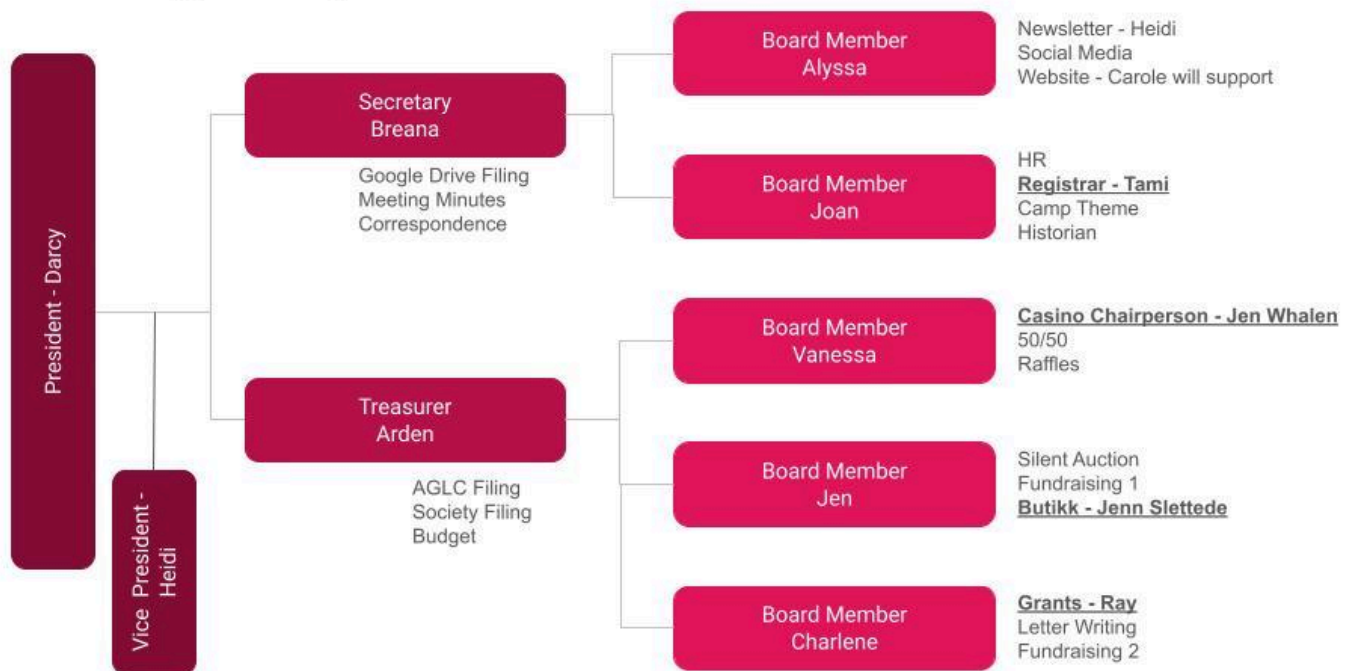 President - Darcy
Vice President -
Heidi
Secretary
Breana
Google Drive Filing
Meeting Minutes
Correspondence
Treasurer
Arden
AGLC Filing
Society Filing
Budget
Board Member
Alyssa
Newsletter - Heidi
Social Media
Website - Carole will support
Board Member
Joan
HR
Registrar - Tami
Camp Theme
Historian
Board Member
Vanessa
Casino Chairperson - Jen Whalen
50/50
Raffles
Board Member
Jen
Silent Auction
Fundraising 1
Butikk - Jenn Slettede
Board Member
Charlene
Grants - Ray
Letter Writing
Fundraising 2